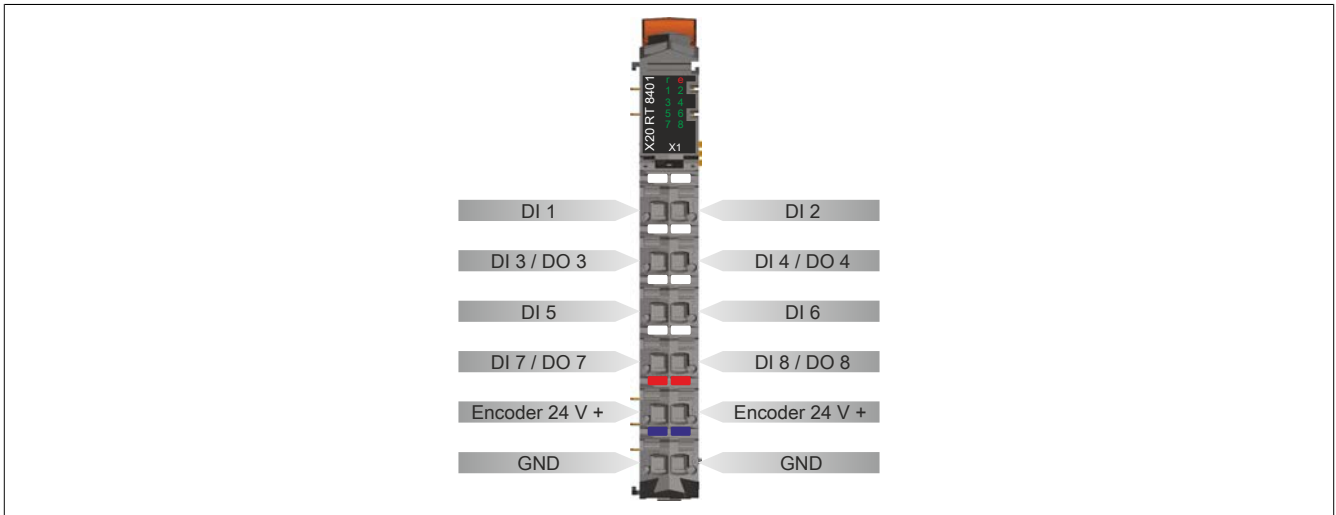 X20 RT 8401
r e
1 2
3 4
5 6
7 8
X1
DI 1 DI 2
DI 3 / DO 3 DI 4 / DO 4
DI 5 DI 6
DI 7 / DO 7 DI 8 / DO 8
Encoder 24 V + Encoder 24 V +
GND GND